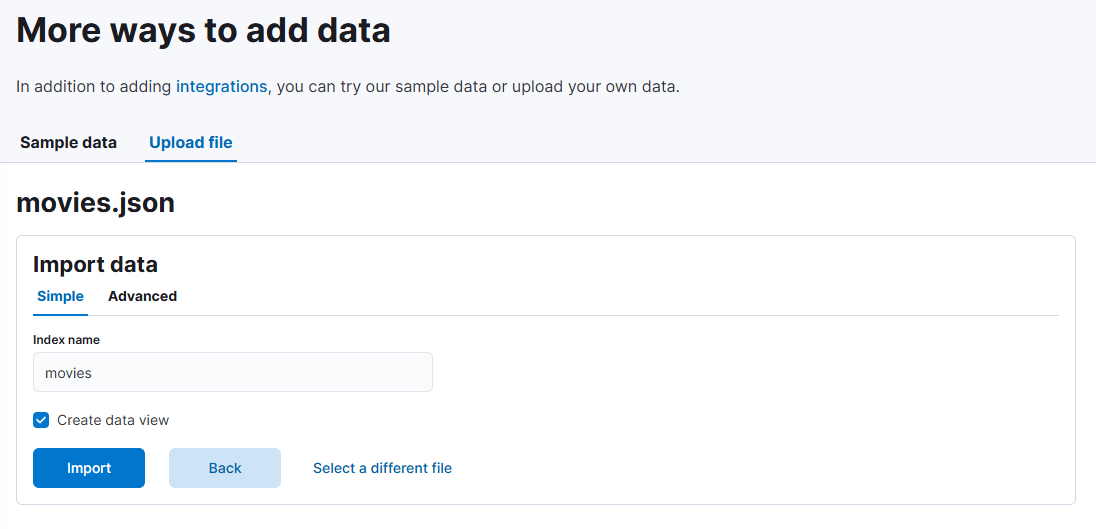 More ways to add data
In addition to adding integrations, you can try our sample data or upload your own data.
Sample data Upload file
movies.json
Import data
Simple Advanced
Index name
movies
Create data view
Import Back Select a different file